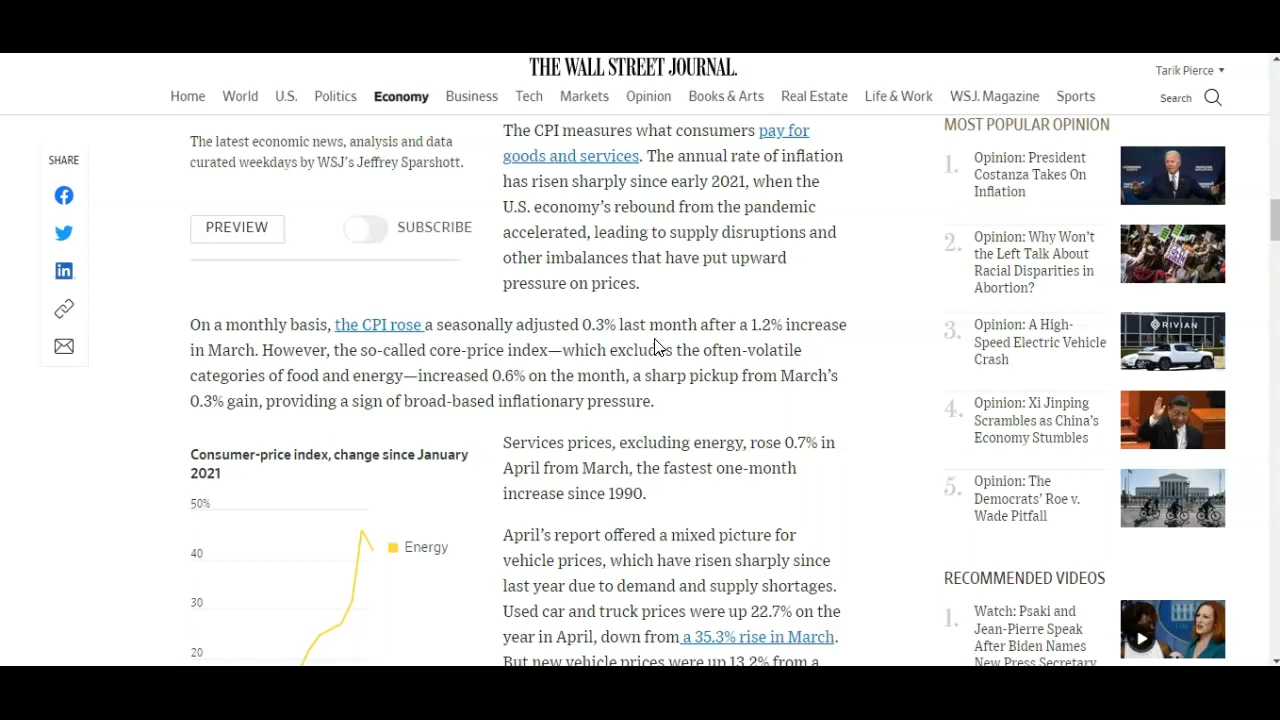 THE WALL STREET JOURNAL.
Tarik Pierce
Home World U.S. Politics Economy Business Tech Markets Opinion Books & Arts Real Estate Life & Work WSJ. Magazine Sports
Search
SHARE
The latest economic news, analysis and data
curated weekdays by WSJ's Jeffrey Sparshott.
PREVIEW SUBSCRIBE
The CPI measures what consumers pay for
goods and services. The annual rate of inflation
has risen sharply since early 2021, when the
U.S. economy’s rebound from the pandemic
accelerated, leading to supply disruptions and
other imbalances that have put upward
pressure on prices.
On a monthly basis, the CPI rose a seasonally adjusted 0.3% last month after a 1.2% increase
in March. However, the so-called core-price index—which excludes the often-volatile
categories of food and energy—increased 0.6% on the month, a sharp pickup from March’s
0.3% gain, providing a sign of broad-based inflationary pressure.
Consumer-price index, change since January
2021
50%
40
30
20
Energy
Services prices, excluding energy, rose 0.7% in
April from March, the fastest one-month
increase since 1990.
April’s report offered a mixed picture for
vehicle prices, which have risen sharply since
last year due to demand and supply shortages.
Used car and truck prices were up 22.7% on the
year in April, down from a 35.3% rise in March.
But new vehicle prices were up 13.2% from a
MOST POPULAR OPINION
1.
Opinion: President
Costanza Takes On
Inflation
2.
Opinion: Why Won’t
the Left Talk About
Racial Disparities in
Abortion?
3.
Opinion: A High-
Speed Electric Vehicle
Crash
RIVIAN
4.
Opinion: Xi Jinping
Scrambles as China’s
Economy Stumbles
5.
Opinion: The
Democrats’ Roe v.
Wade Pitfall
RECOMMENDED VIDEOS
1.
Watch: Psaki and
Jean-Pierre Speak
After Biden Names
New Press Secretary